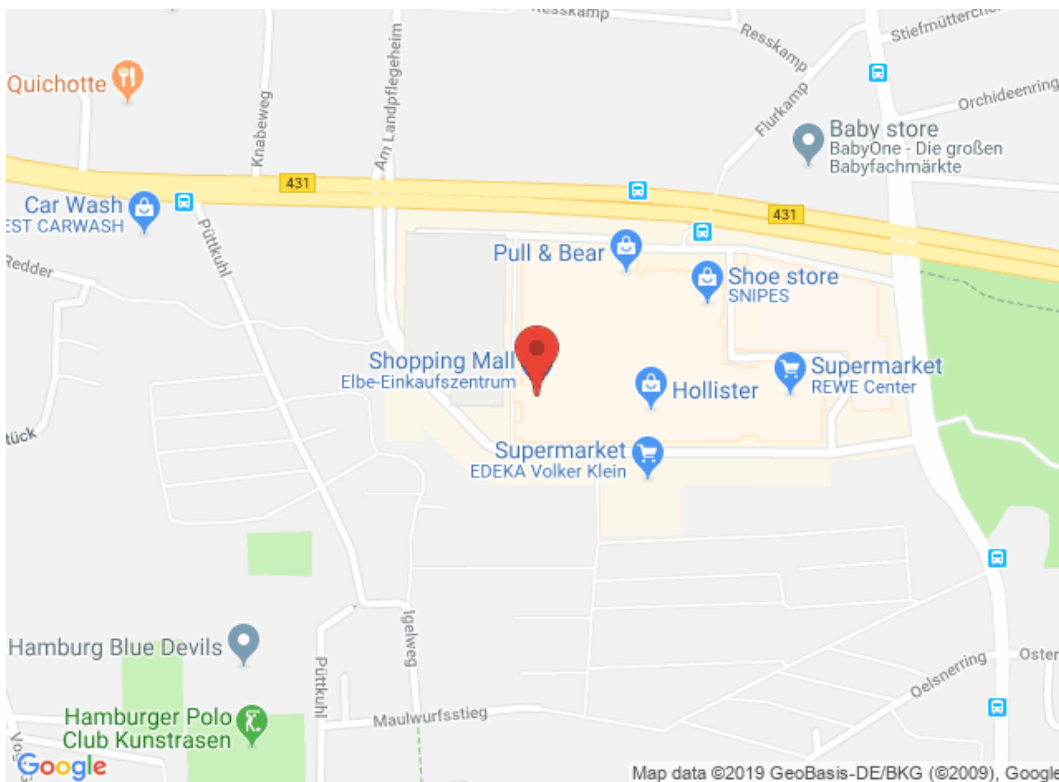 Resskamp
Resskamp
Stiefmütterch
Quichotte
Knabeweg
Am Landpflegeheim
Flurkamp
Orchideenring
Baby store
BabyOne - Die großen
Babyfachmärkte
431
431
Car Wash
EST CARWASH
Püttkuhl
Redder
Pull & Bear
Shoe store
SNIPES
Shopping Mall
Elbe-Einkaufszentrum
Supermarket
REWE Center
Hollister
tück
Supermarket
EDEKA Volker Klein
Igelweg
Hamburg Blue Devils
Püttkuhl
Oelsnerring
Oster
Maulwurfsstieg
Hamburger Polo
Club Kunstrasen
Google
Map data ©2019 GeoBasis-DE/BKG (©2009), Google